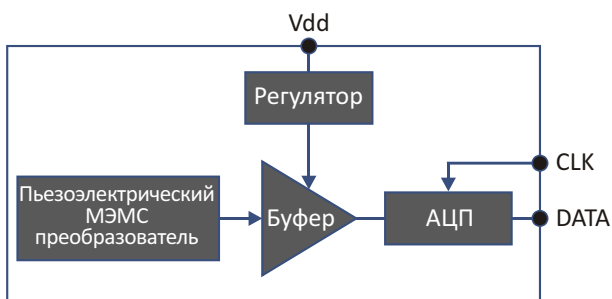 Vdd
Регулятор
CLK
Пьезоэлектрический
МЭМС
преобразователь
Буфер
АЦП
DATA